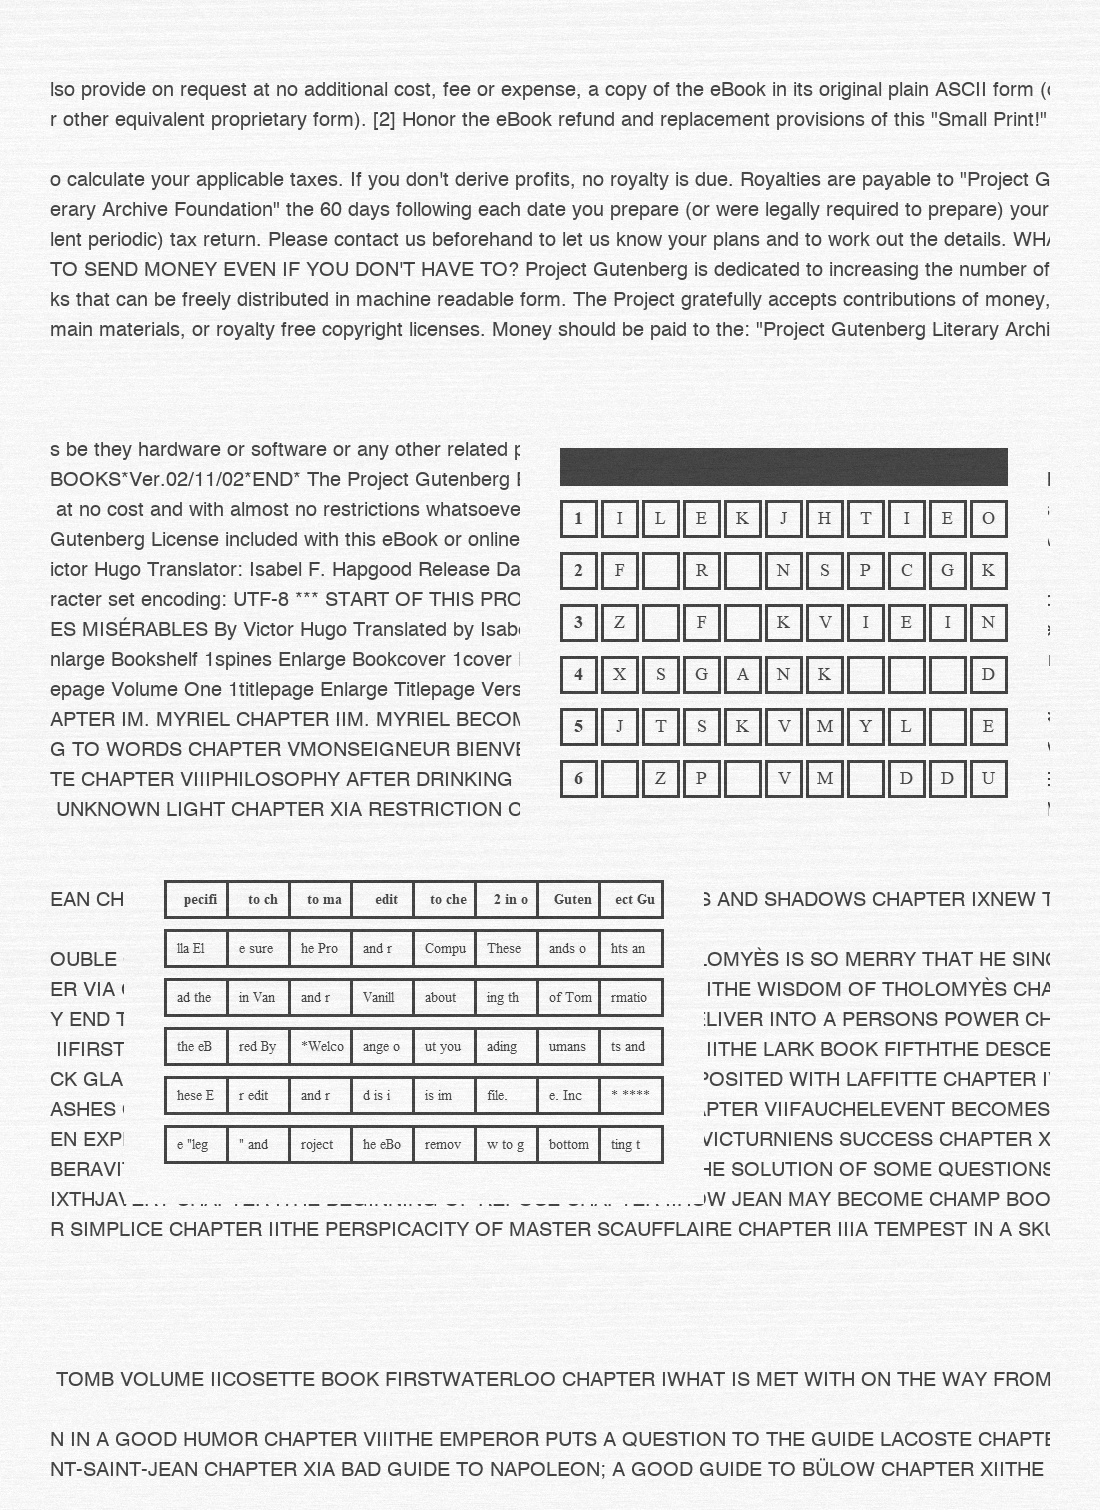 lso provide on request at no additional cost, fee or expense, a copy of the eBook in its original plain ASCII form (
r other equivalent proprietary form). [2] Honor the eBook refund and replacement provisions of this "Small Print!"
o calculate your applicable taxes. If you don't derive profits, no royalty is due. Royalties are payable to "Project G
erary Archive Foundation" the 60 days following each date you prepare (or were legally required to prepare) your
lent periodic) tax return. Please contact us beforehand to let us know your plans and to work out the details. WH
TO SEND MONEY EVEN IF YOU DON'T HAVE TO? Project Gutenberg is dedicated to increasing the number of
ks that can be freely distributed in machine readable form. The Project gratefully accepts contributions of money,
main materials, or royalty free copyright licenses. Money should be paid to the: "Project Gutenberg Literary Archi
s be they hardware or software or any other related
BOOKS*Ver.02/11/02*END* The Project Gutenberg
at no cost and with almost no restrictions whatsoeve
Gutenberg License included with this eBook or online
ictor Hugo Translator: Isabel F. Hapgood Release Da
racter set encoding: UTF-8 *** START OF THIS PRO
ES MISÉRABLES By Victor Hugo Translated by Isab
nlarge Bookshelf 1spines Enlarge Bookcover 1cover
epage Volume One 1titlepage Enlarge Titlepage Vers
APTER IM. MYRIEL CHAPTER IIM. MYRIEL BECOM
G TO WORDS CHAPTER VMONSEIGNEUR BIENVE
TE CHAPTER VIIIPHILOSOPHY AFTER DRINKING
UNKNOWN LIGHT CHAPTER XIA RESTRICTION
1 I L E K J H T I E O
2 F R N S P C G K
3 Z F K V I E I N
4 X S G A N K D
5 J T S K V M Y L E
6 Z P V M D D U
EAN CH
OUBLE
ER VIA
Y END T
IIFIRST
CK GLA
ASHES
EN EXP
BERAVI
pecifi to ch to ma edit to che 2 in o Guten ect Gu
lla El e sure he Pro and r Compu These ands o hts an
ad the in Van and r Vanill about ing th of Tom rmatio
the eB red By *Welco ange o ut you ading umans ts and
hese E r edit and r d is i is im file. e. Inc * ****
e "leg " and roject he eBo remov w to g bottom ting t
S AND SHADOWS CHAPTER IXNEW T
LOMYÈS IS SO MERRY THAT HE SING
IITHE WISDOM OF THOLOMYÈS CHA
ELIVER INTO A PERSONS POWER CH
IIITHE LARK BOOK FIFTHTHE DESCE
POSITED WITH LAFFITTE CHAPTER I
APTER VIIFAUCHELEVENT BECOMES
VICTURNIENS SUCCESS CHAPTER X
HE SOLUTION OF SOME QUESTIONS
IXTHJAVERT CHAPTER ITHE BEGINNING OF REPOSE CHAPTER IIHOW JEAN MAY BECOME CHAMP BOO
R SIMPLICE CHAPTER IITHE PERSPICACITY OF MASTER SCAUFFLAIRE CHAPTER IIIA TEMPEST IN A SKU
TOMB VOLUME IICOSETTE BOOK FIRSTWATERLOO CHAPTER IWHAT IS MET WITH ON THE WAY FROM
N IN A GOOD HUMOR CHAPTER VIIITHE EMPEROR PUTS A QUESTION TO THE GUIDE LACOSTE CHAPTE
NT-SAINT-JEAN CHAPTER XIA BAD GUIDE TO NAPOLEON; A GOOD GUIDE TO BÜLOW CHAPTER XIITHE